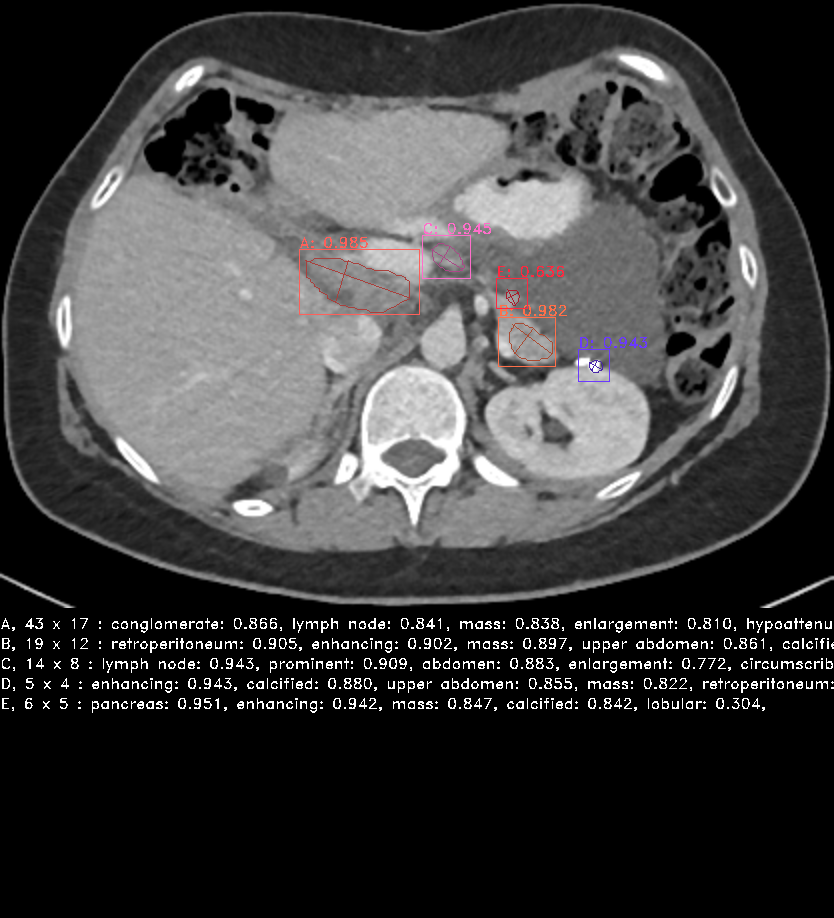 C: 0.945
A: 0.985
E: 0.535
B: 0.982
D: 0.943
A, 43 x 17 : conglomerate: 0.866, lymph node: 0.841, mass: 0.838, enlargement: 0.810, hypoattenu
B, 19 x 12 : retroperitoneum: 0.905, enhancing: 0.902, mass: 0.897, upper abdomen: 0.861, calcifie
C, 14 x 8 : lymph node: 0.943, prominent: 0.909, abdomen: 0.883, enlargement: 0.772, circumscrib
D, 5 x 4 : enhancing: 0.943, calcified: 0.880, upper abdomen: 0.855, mass: 0.822, retroperitoneum:
E, 6 x 5 : pancreas: 0.951, enhancing: 0.942, mass: 0.847, calcified: 0.842, lobular: 0.304,